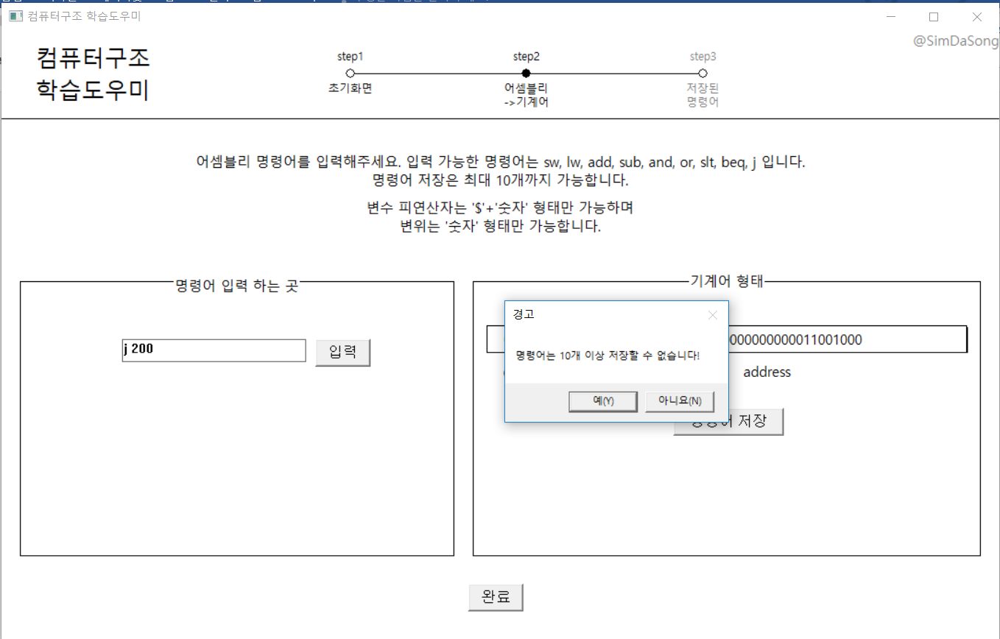 컴퓨터구조 학습도우미
@SimDaSong
컴퓨터구조
학습도우미
step1
초기화면
step2
어셈블리
->기계어
step3
저장된
명령어
어셈블리 명령어를 입력해주세요. 입력 가능한 명령어는 sw, lw, add, sub, and, or, slt, beq, j 입니다.
명령어 저장은 최대 10개까지 가능합니다.
변수 피연산자는 '$'+'숫자' 형태만 가능하며
변위는 '숫자' 형태만 가능합니다.
명령어 입력 하는 곳
j 200
입력
기계어 형태
000000000011001000
address
저장
경고
명령어는 10개 이상 저장할 수 없습니다!
예(Y)
아니요(N)
완료